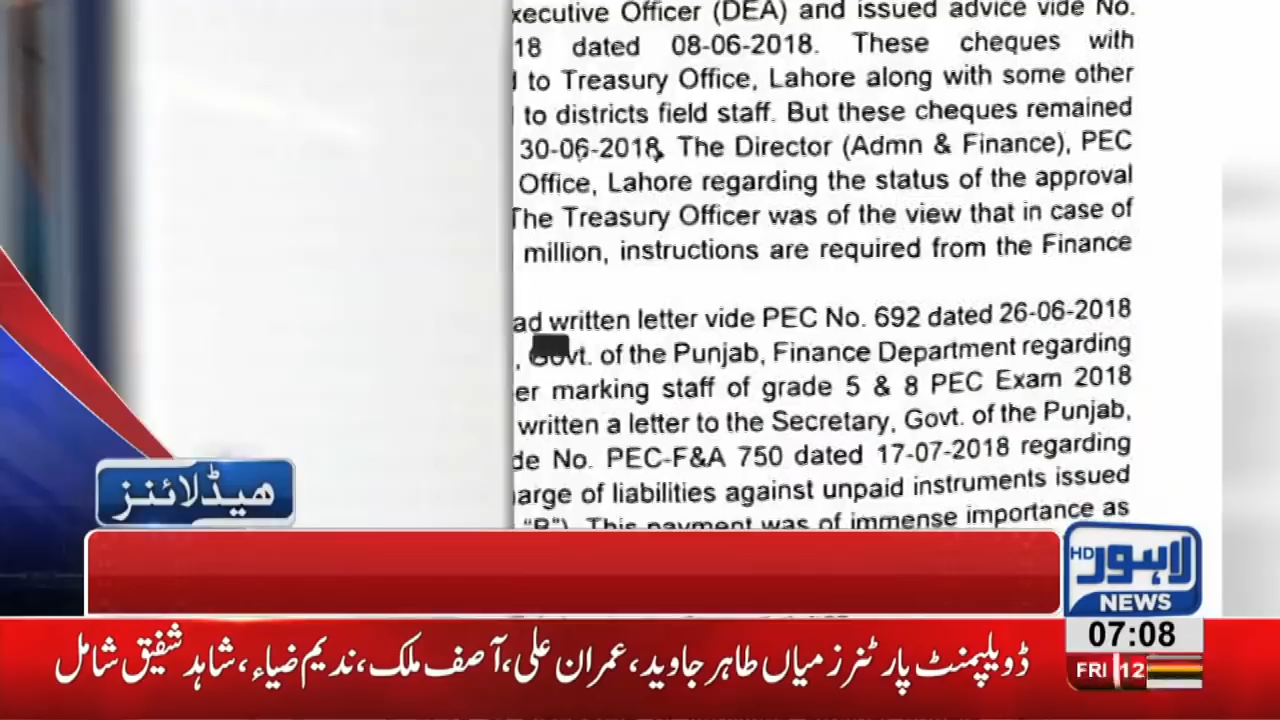 xecutive Officer (DEA) and issued advice vide No.
18 dated 08-06-2018. These cheques with
to Treasury Office, Lahore along with some other
to districts field staff. But these cheques remained
30-06-2018. The Director (Admn & Finance), PEC
Office, Lahore regarding the status of the approval
The Treasury Officer was of the view that in case of
million, instructions are required from the Finance
ad written letter vide PEC No. 692 dated 26-06-2018
, Govt. of the Punjab, Finance Department regarding
er marking staff of grade 5 & 8 PEC Exam 2018
written a letter to the Secretary, Govt. of the Punjab,
de No. PEC-F&A 750 dated 17-07-2018 regarding
arge of liabilities against unpaid instruments issued
"B"). This payment was of immense importance as
ھیڈلائنز
HD لاہور
NEWS
07:08
FRI 12
ڈویلپمنٹ پارٹنرز میاں طاہر جاوید، عمران علی، آصف ملک، ندیم ضیاء، شاہد شفیق شامل